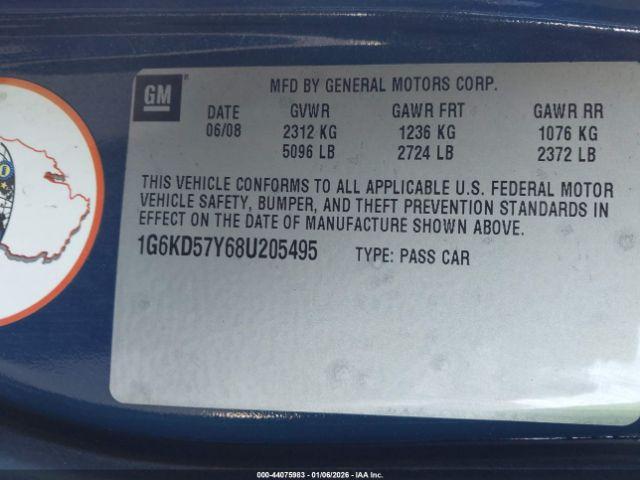 MFD BY GENERAL MOTORS CORP.
GM
DATE GVWR GAWR FRT GAWR RR
06/08 2312 KG 1236 KG 1076 KG
5096 LB 2724 LB 2372 LB
THIS VEHICLE CONFORMS TO ALL APPLICABLE U.S. FEDERAL MOTOR
VEHICLE SAFETY, BUMPER, AND THEFT PREVENTION STANDARDS IN
EFFECT ON THE DATE OF MANUFACTURE SHOWN ABOVE.
1G6KD57Y68U205495 TYPE: PASS CAR
000-44075983 - 01/06/2026 - IAA Inc.